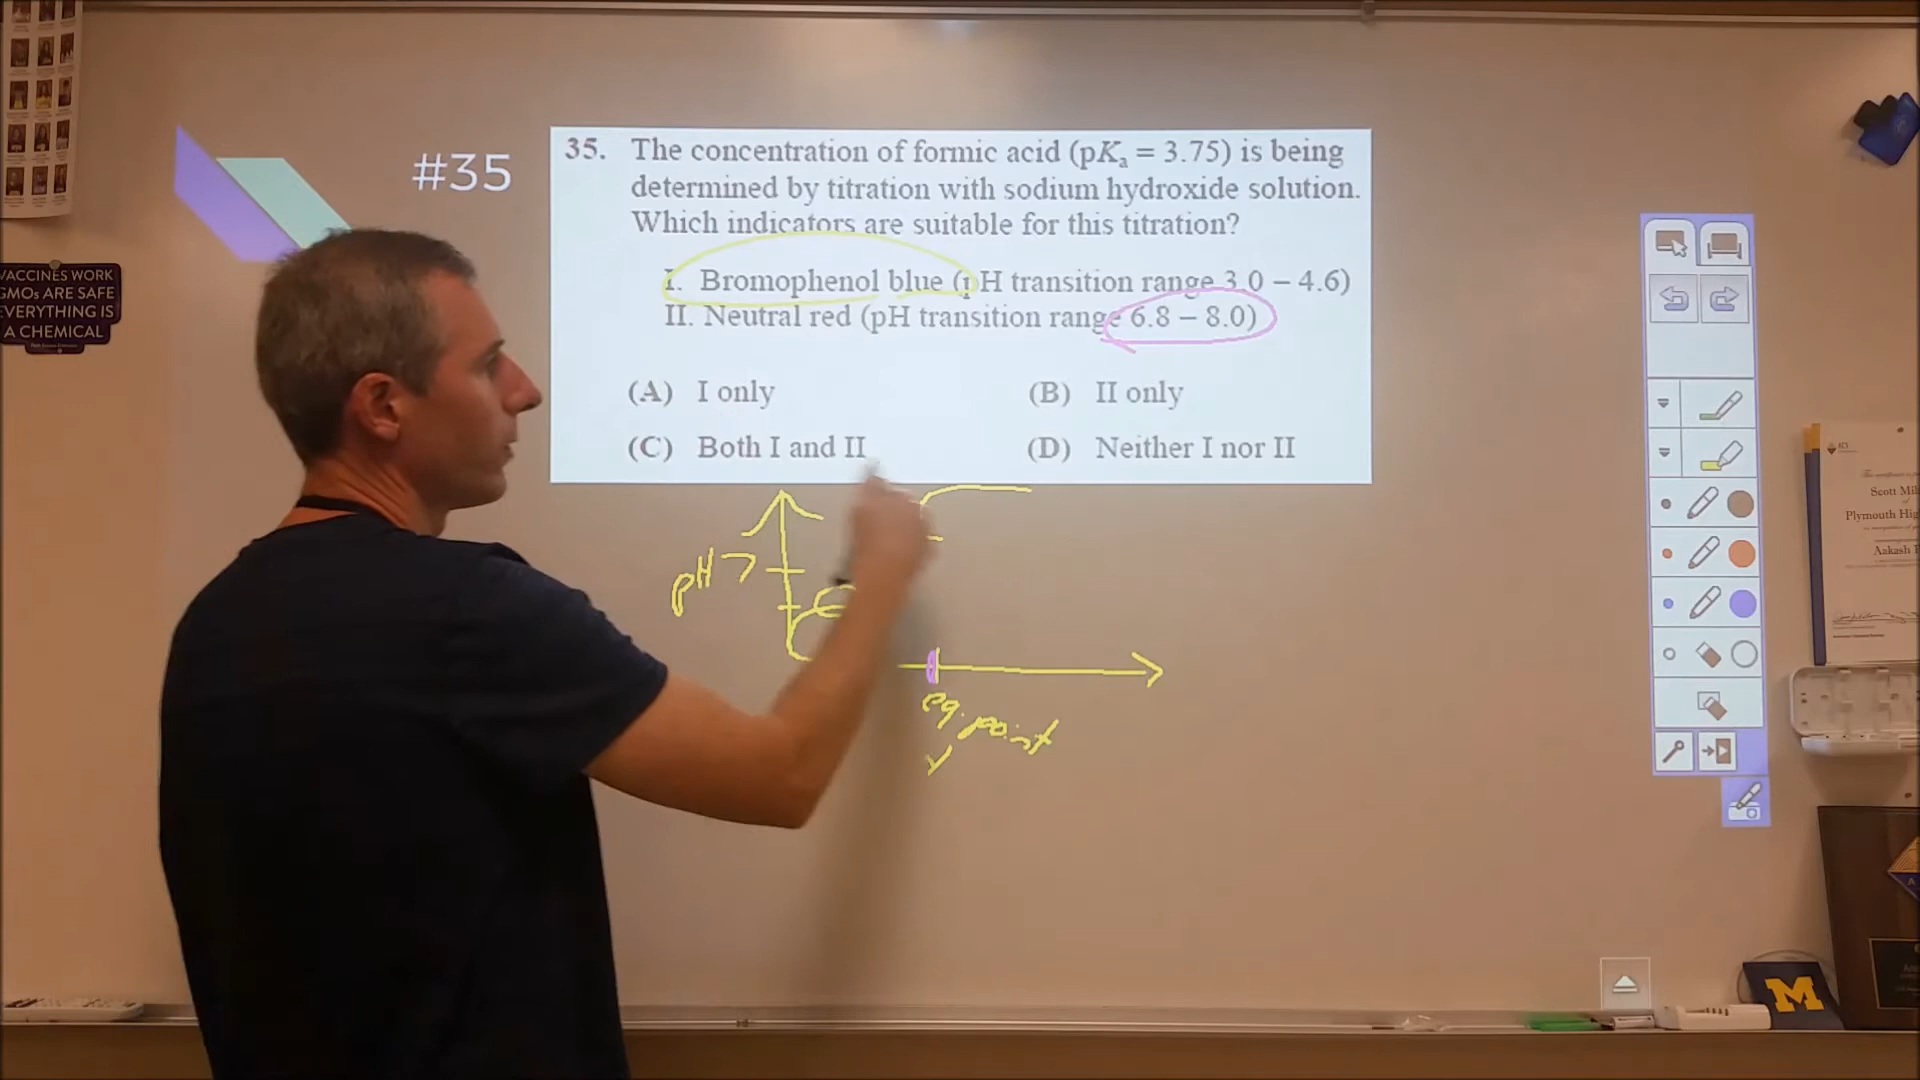 #35
35. The concentration of formic acid (pKₐ = 3.75) is being
determined by titration with sodium hydroxide solution.
Which indicators are suitable for this titration?
I. Bromophenol blue (pH transition range 3.0 – 4.6)
II. Neutral red (pH transition range 6.8 – 8.0)
(A) I only
(B) II only
(C) Both I and II
(D) Neither I nor II
pH 7
eq. point
VACCINES WORK
GMOs ARE SAFE
EVERYTHING IS
A CHEMICAL
Scott Mil
Plymouth Hig
Aakash
M